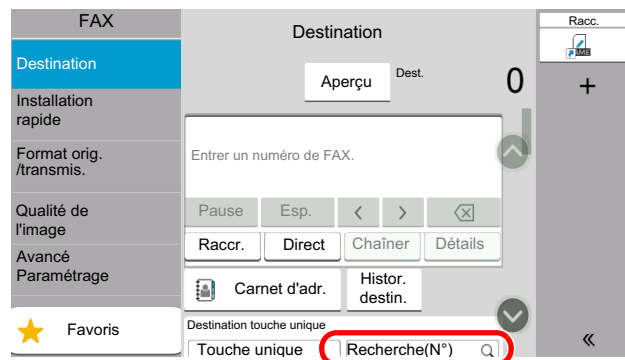 FAX
Destination
Installation
rapide
Format orig.
/transmis.
Qualité de
l'image
Avancé
Paramétrage
Favoris
Destination
Aperçu
Dest.
0
Entrer un numéro de FAX.
Pause Esp. < >
Raccr. Direct Chaîner Détails
Carnet d'adr.
Histor.
destin.
Destination touche unique
Touche unique
Recherche(N°)
Racc.
+
«